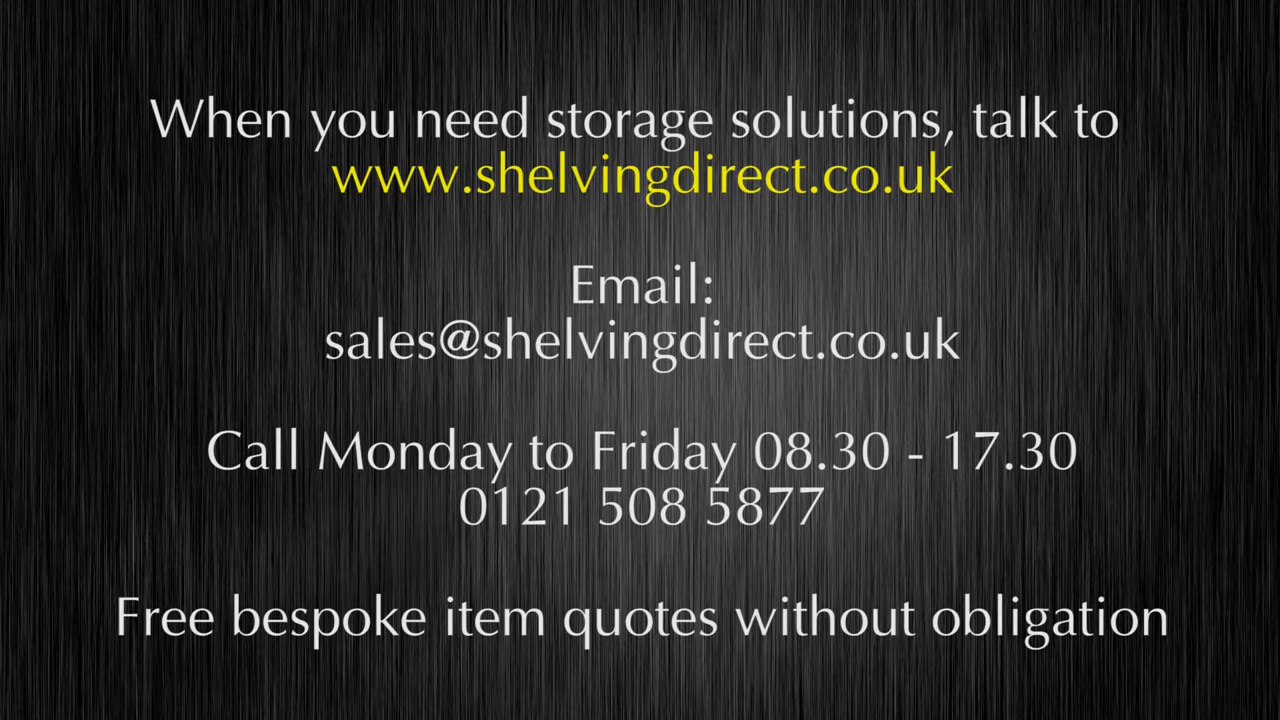 When you need storage solutions, talk to
www.shelvingdirect.co.uk
Email:
sales@shelvingdirect.co.uk
Call Monday to Friday 08.30 - 17.30
0121 508 5877
Free bespoke item quotes without obligation